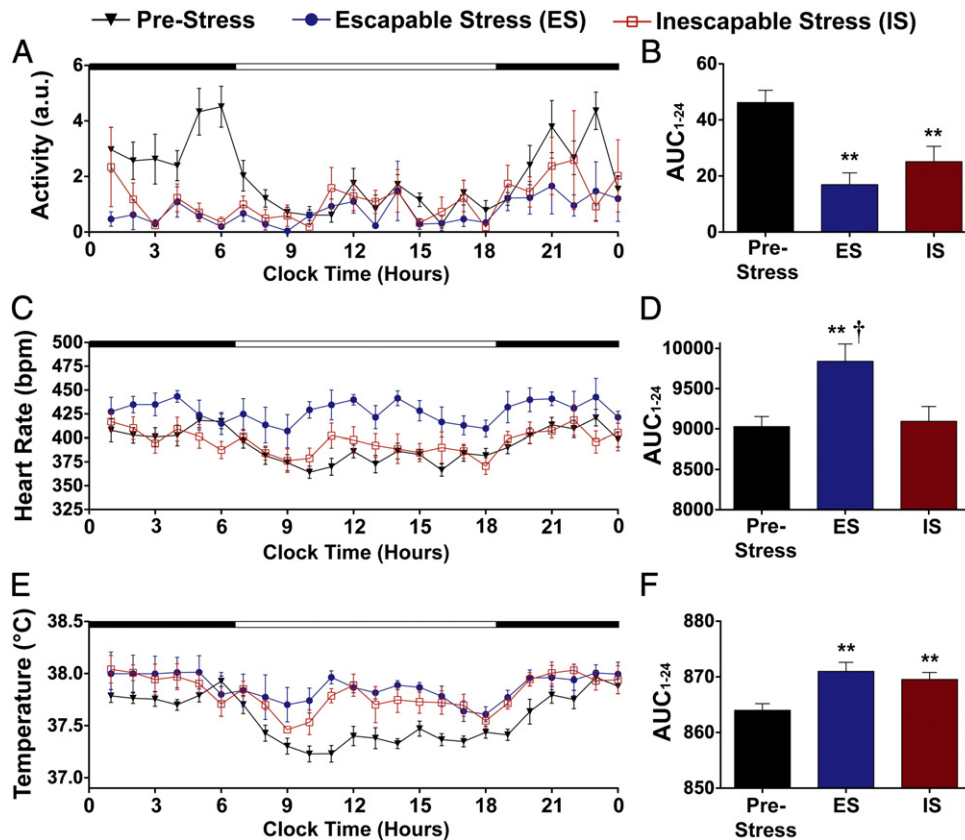 Pre-Stress Escapable Stress (ES) Inescapable Stress (IS)
A
Activity (a.u.)
6
4
2
0
0 3 6 9 12 15 18 21 0
Clock Time (Hours)
B
AUC1-24
60
40
20
0
**
**
Pre-Stress ES IS
C
Heart Rate (bpm)
500
475
450
425
400
375
350
325
0 3 6 9 12 15 18 21 0
Clock Time (Hours)
D
AUC1-24
10000
9500
9000
8500
8000
** †
Pre-Stress ES IS
E
Temperature (°C)
38.5
38.0
37.5
37.0
0 3 6 9 12 15 18 21 0
Clock Time (Hours)
F
AUC1-24
880
870
860
850
**
**
Pre-Stress ES IS